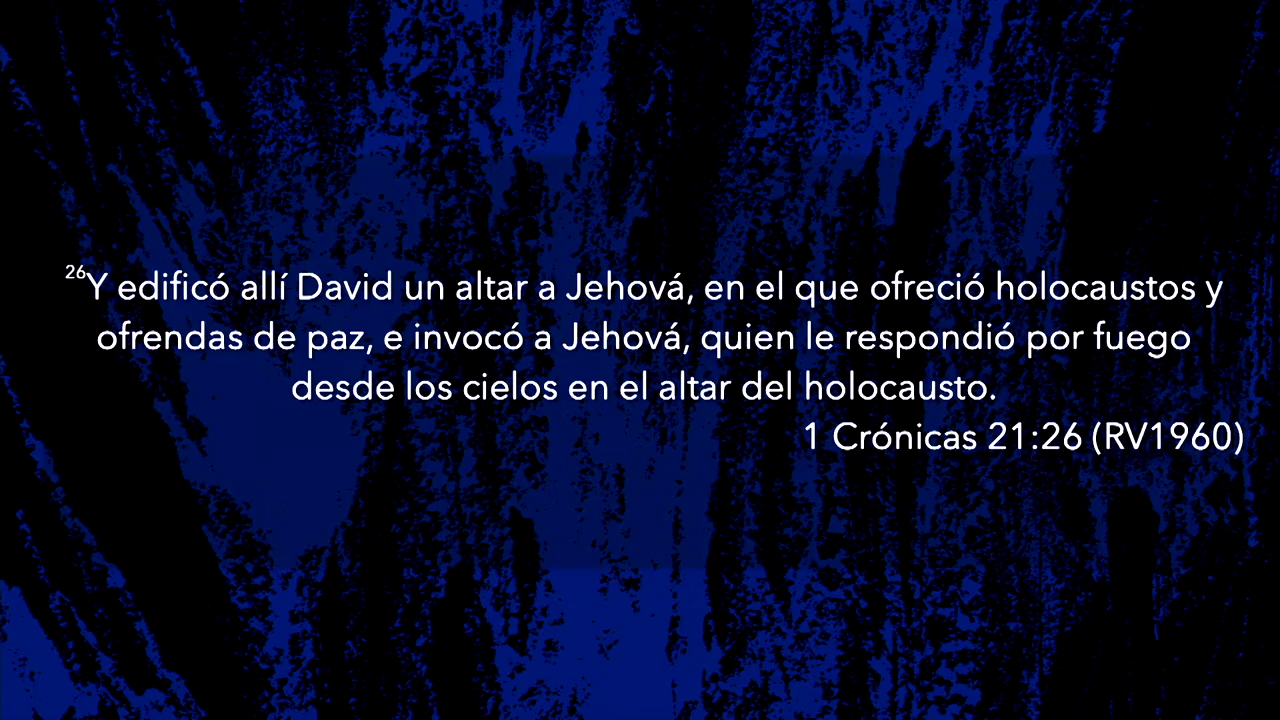 26Y edificó allí David un altar a Jehová, en el que ofreció holocaustos y
ofrendas de paz, e invocó a Jehová, quien le respondió por fuego
desde los cielos en el altar del holocausto.
1 Crónicas 21:26 (RV1960)